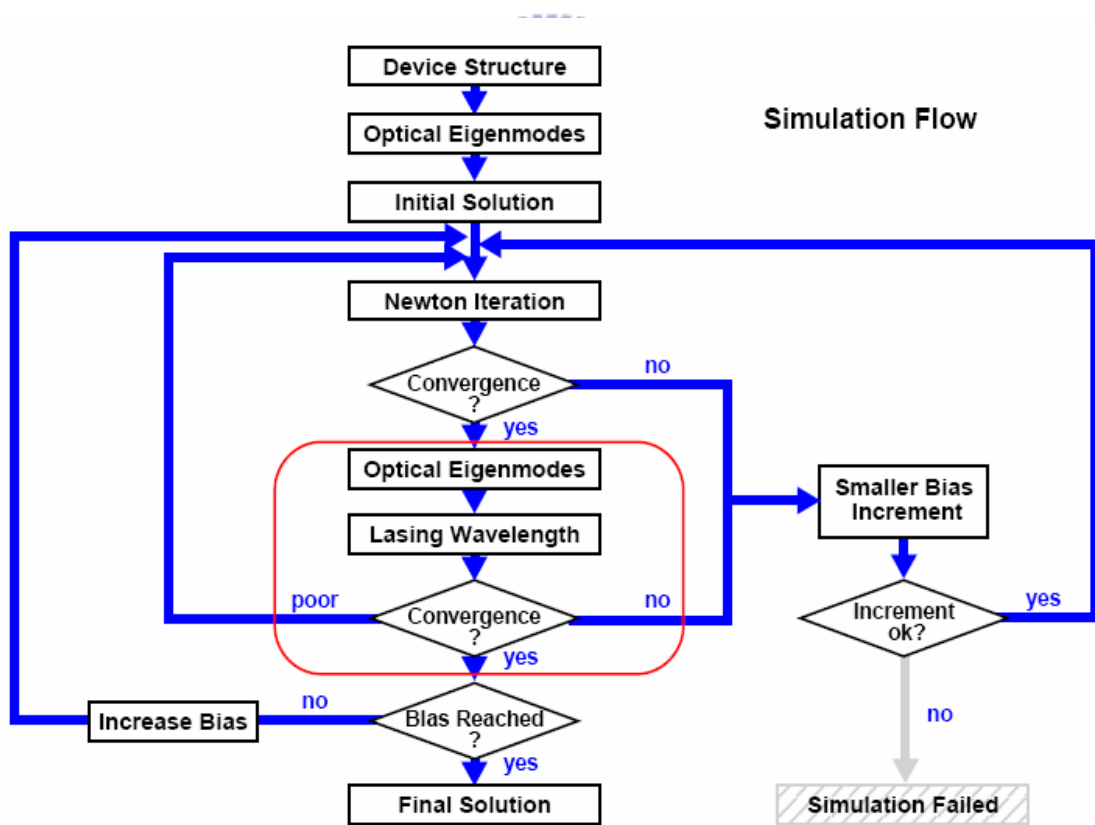 Device Structure
Simulation Flow
Optical Eigenmodes
Initial Solution
Newton Iteration
Convergence
?
no
yes
Optical Eigenmodes
Smaller Bias
Increment
Lasing Wavelength
poor
Convergence
?
no
Increment
ok?
yes
yes
Increase Bias
no
Bias Reached
?
no
yes
Final Solution
Simulation Failed